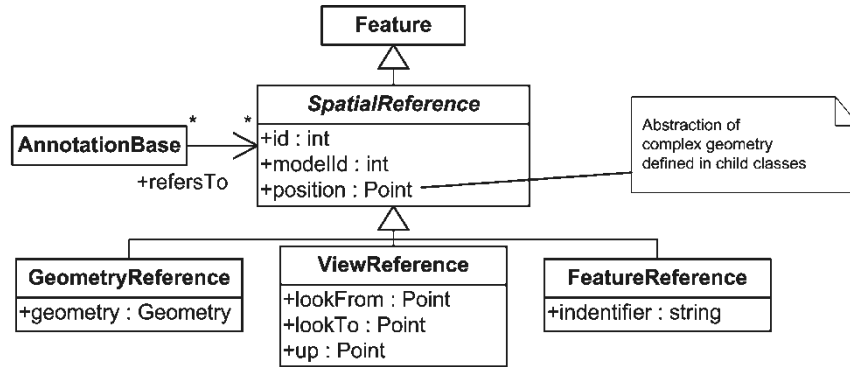 Feature
SpatialReference
+id : int
+modelId : int
+position : Point
* *
AnnotationBase
+refersTo
Abstraction of
complex geometry
defined in child classes
GeometryReference
+geometry : Geometry
ViewReference
+lookFrom : Point
+lookTo : Point
+up : Point
FeatureReference
+indentifier : string